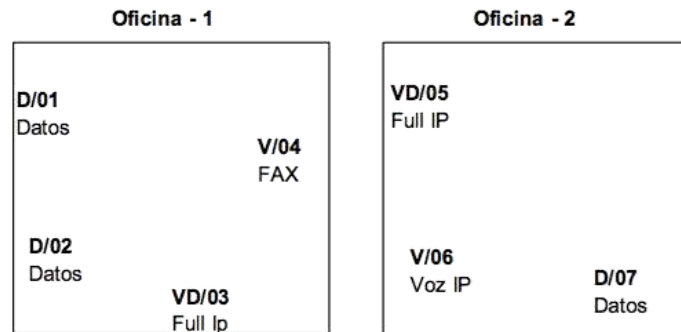 Oficina - 1
Oficina - 2
D/01
Datos
V/04
FAX
D/02
Datos
VD/03
Full Ip
VD/05
Full IP
V/06
Voz IP
D/07
Datos